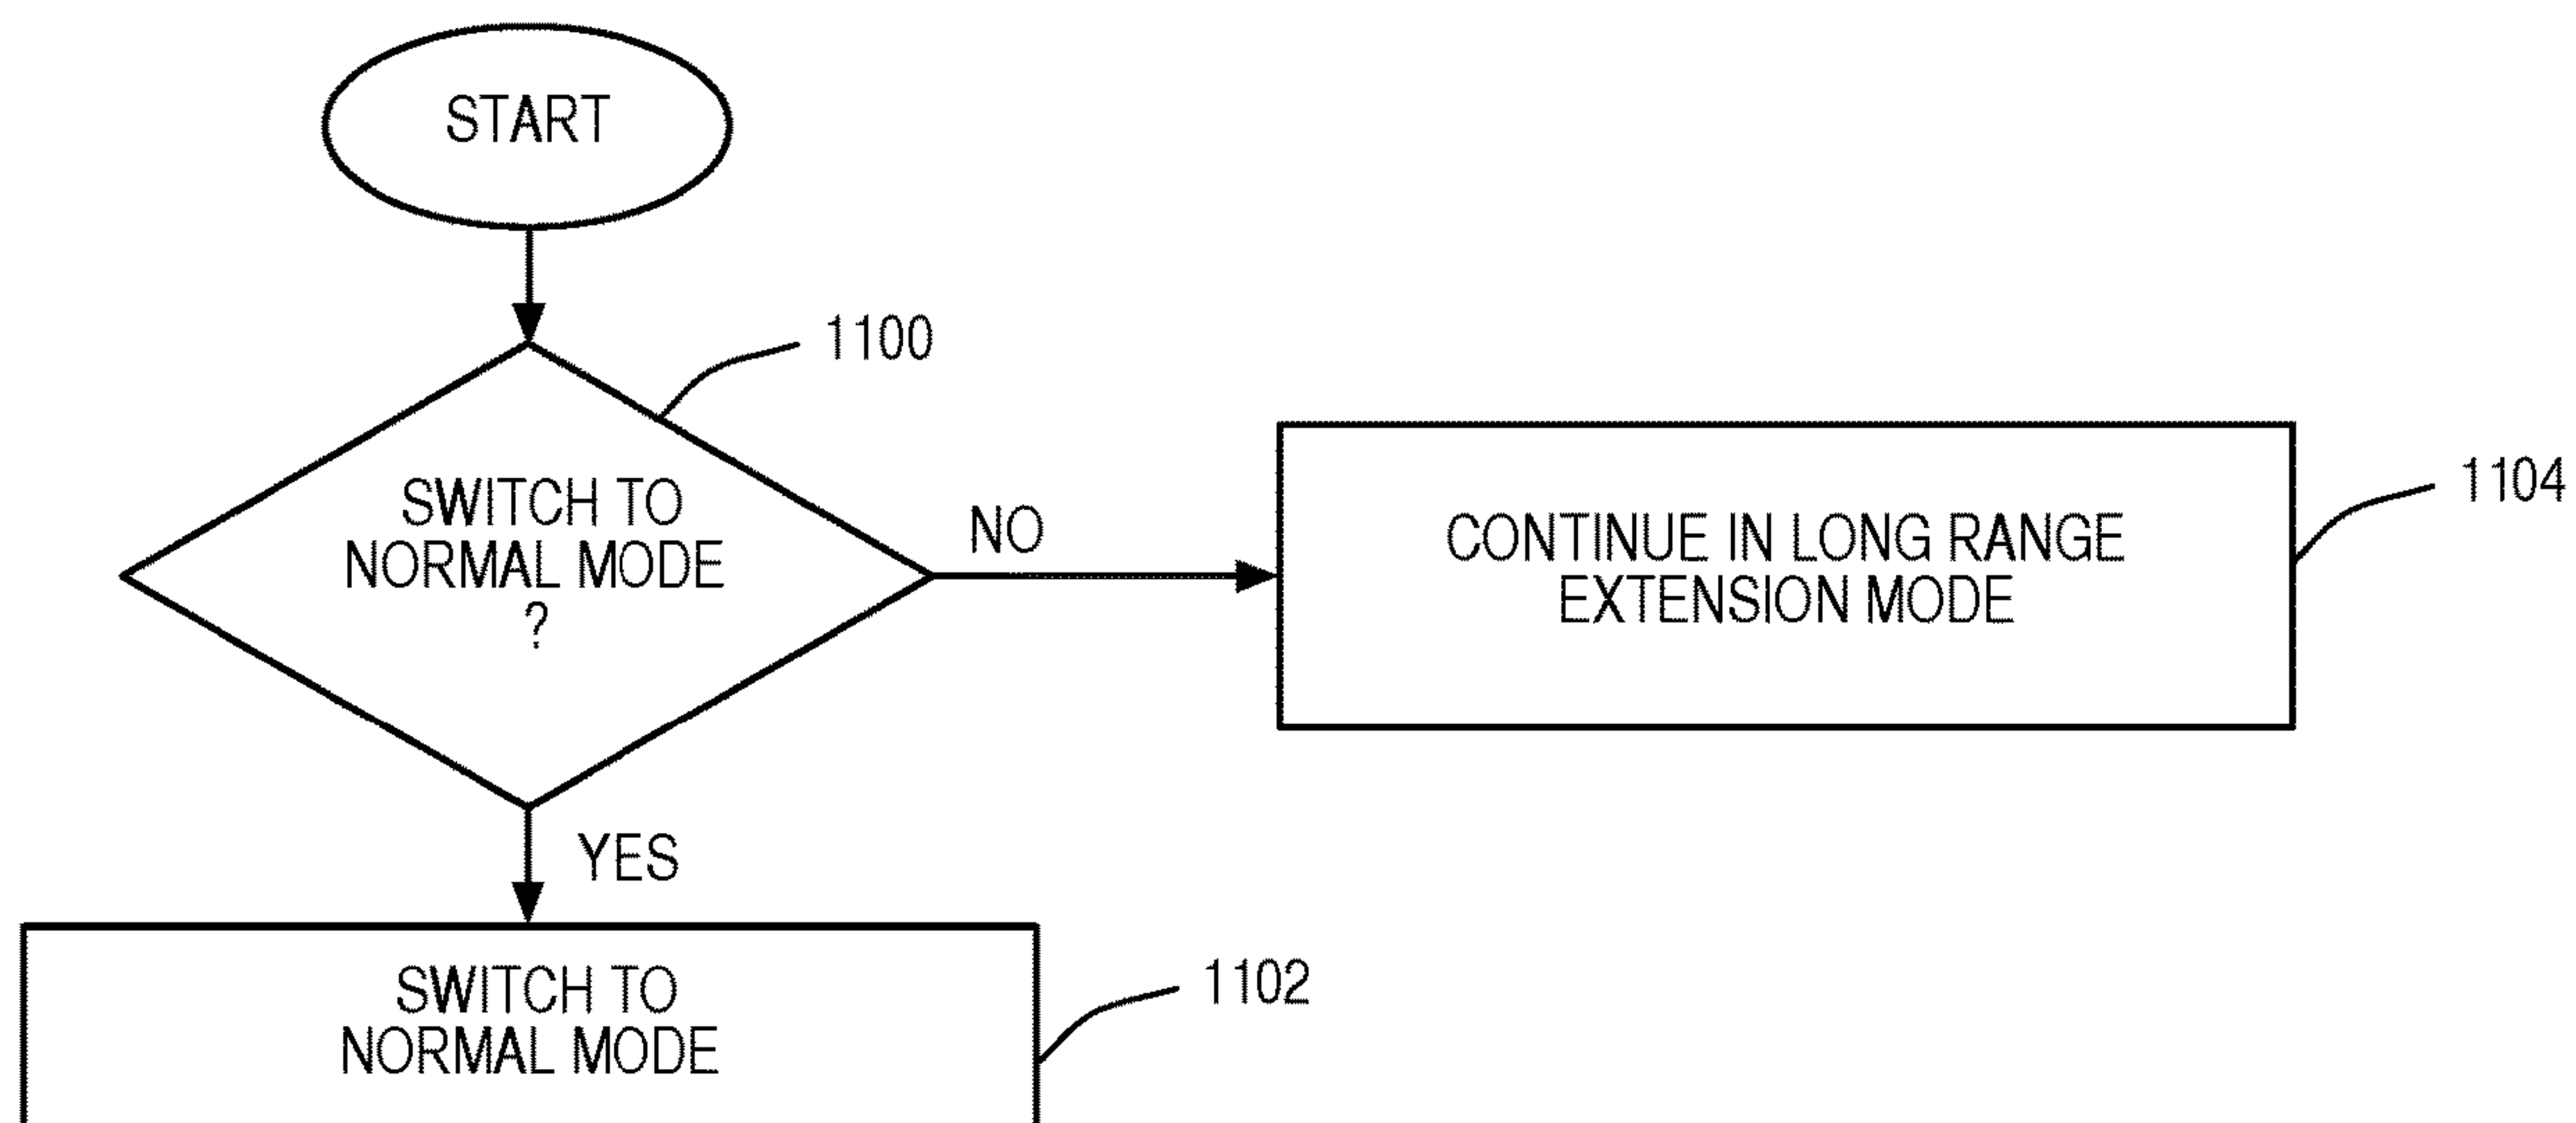 START
1100
SWITCH TO
NORMAL MODE
?
NO
CONTINUE IN LONG RANGE
EXTENSION MODE
1104
YES
SWITCH TO
NORMAL MODE
1102